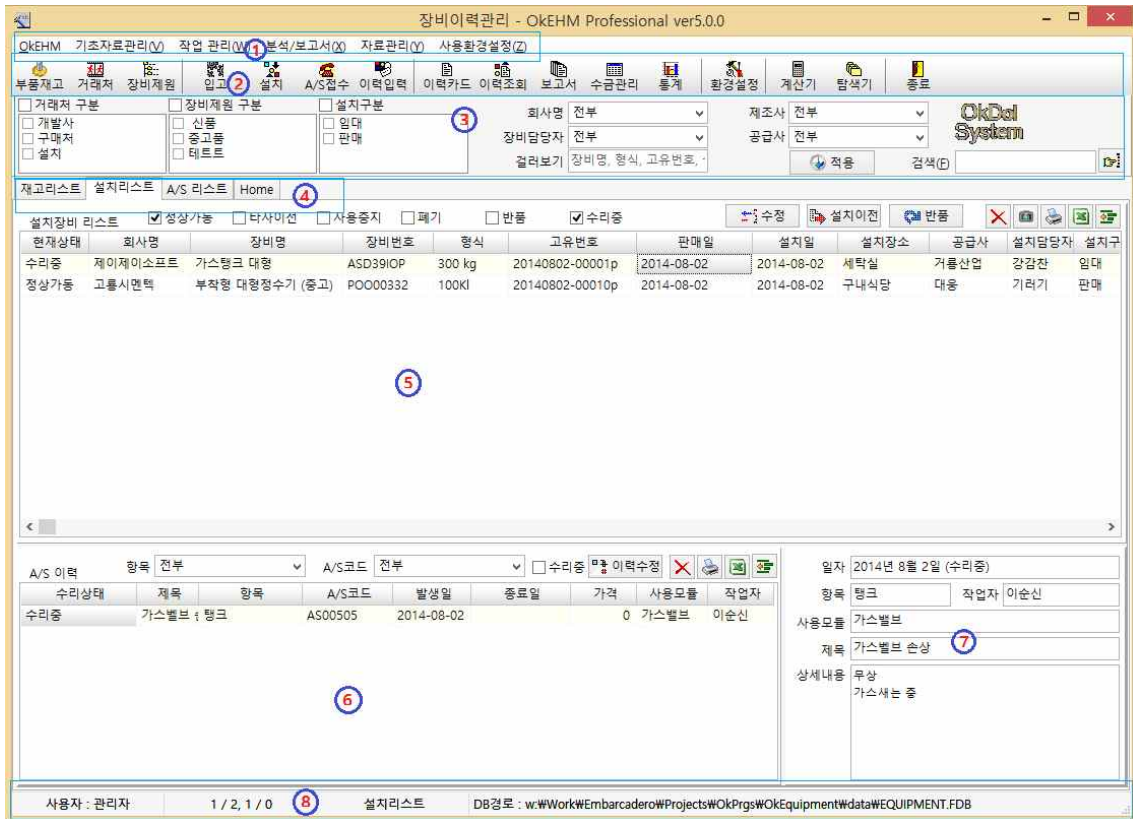 장비이력관리 - OkEHM Professional ver5.0.0
OkEHM 기초자료관리(V) 작업 관리(W) 분석/보고서(X) 자료관리(Y) 사용환경설정(Z)
1
부품재고 거래처 장비제원 입고 설치 A/S접수 이력입력 이력카드 이력조회 보고서 수금관리 통계 환경설정 계산기 탐색기 종료
2
거래처 구분 장비제원 구분 설치구분
개발사 신품 임대
구매처 중고품 판매
설치 테트트
3
회사명 전부 제조사 전부
장비담당자 전부 공급사 전부
걸러보기 장비명, 형식, 고유번호, 적용 검색(F)
OkDol
System
재고리스트 설치리스트 A/S 리스트 Home
4
설치장비 리스트 정상가동 타사이전 사용중지 폐기 반품 수리중 수정 설치이전 반품
현재상태 회사명 장비명 장비번호 형식 고유번호 판매일 설치일 설치장소 공급사 설치담당자 설치구
수리중 제이제이소프트 가스탱크 대형 ASD39IOP 300 kg 20140802-00001p 2014-08-02 2014-08-02 세탁실 거룡산업 강감찬 임대
정상가동 고룡시멘텍 부착형 대형정수기 (중고) POO00332 100Kl 20140802-00010p 2014-08-02 2014-08-02 구내식당 대웅 기러기 판매
5
A/S 이력 항목 전부 A/S코드 전부 수리중 이력수정
수리상태 제목 항목 A/S코드 발생일 종료일 가격 사용모듈 작업자
수리중 가스벨브 탱크 AS00505 2014-08-02 0 가스밸브 이순신
6
일자 2014년 8월 2일 (수리중)
항목 탱크 작업자 이순신
사용모듈 가스밸브
제목 가스벨브 손상
7
상세내용 무상
가스새는 중
사용자 : 관리자 1 / 2, 1 / 0 8 설치리스트 DB경로 : w:₩Work₩Embarcadero₩Projects₩OkPrgs₩OkEquipment₩data₩EQUIPMENT.FDB